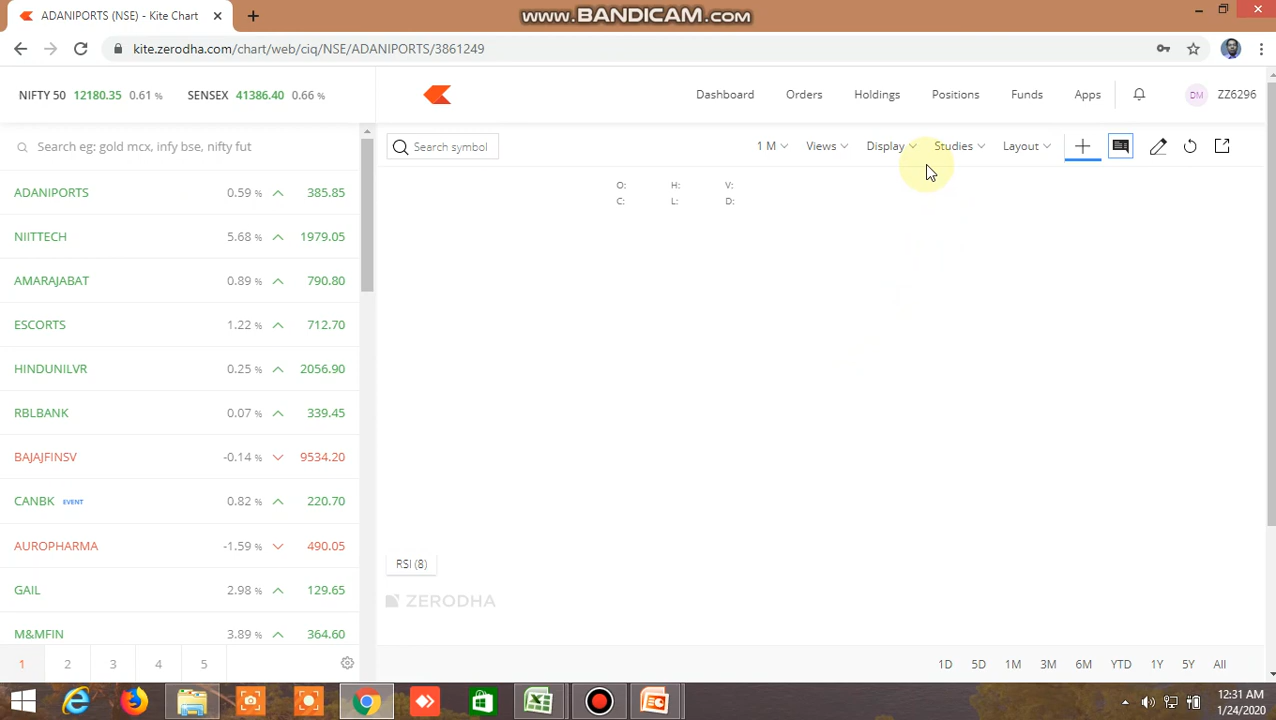 ADANIPORTS (NSE) - Kite Chart
www.BANDICAM.com
kite.zerodha.com/chart/web/ciq/NSE/ADANIPORTS/3861249
NIFTY 50 12180.35 0.61 % SENSEX 41386.40 0.66 %
Dashboard Orders Holdings Positions Funds Apps DM ZZ6296
Search eg: gold mcx, infy bse, nifty fut
Search symbol 1 M Views Display Studies Layout
ADANIPORTS 0.59 % 385.85
O: H: V:
C: L: D:
NIITTECH 5.68 % 1979.05
AMARAJABAT 0.89 % 790.80
ESCORTS 1.22 % 712.70
HINDUNILVR 0.25 % 2056.90
RBLBANK 0.07 % 339.45
BAJAJFINSV -0.14 % 9534.20
CANBK EVENT 0.82 % 220.70
AUROPHARMA -1.59 % 490.05
RSI (8)
GAIL 2.98 % 129.65
ZERODHA
M&MFIN 3.89 % 364.60
1 2 3 4 5
1D 5D 1M 3M 6M YTD 1Y 5Y All
12:31 AM
1/24/2020